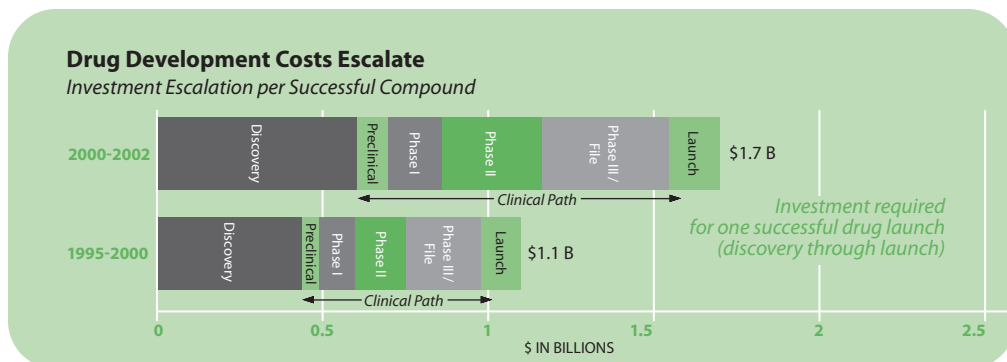 Drug Development Costs Escalate
Investment Escalation per Successful Compound
2000-2002
Discovery
Preclinical
Phase I
Phase II
Phase III /
File
Launch
$1.7 B
Clinical Path
Investment required
for one successful drug launch
(discovery through launch)
1995-2000
Discovery
Preclinical
Phase I
Phase II
Phase III /
File
Launch
$1.1 B
Clinical Path
0 0.5 1 1.5 2 2.5
$ IN BILLIONS